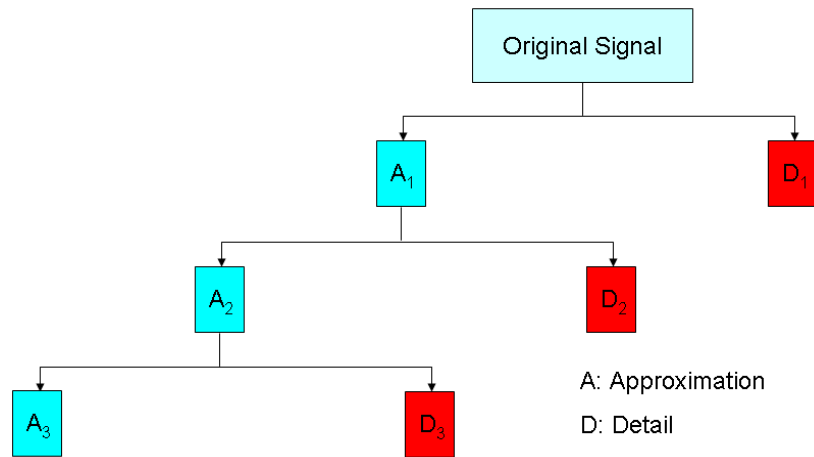 Original Signal
A₁
D₁
A₂
D₂
A: Approximation
A₃
D₃
D: Detail